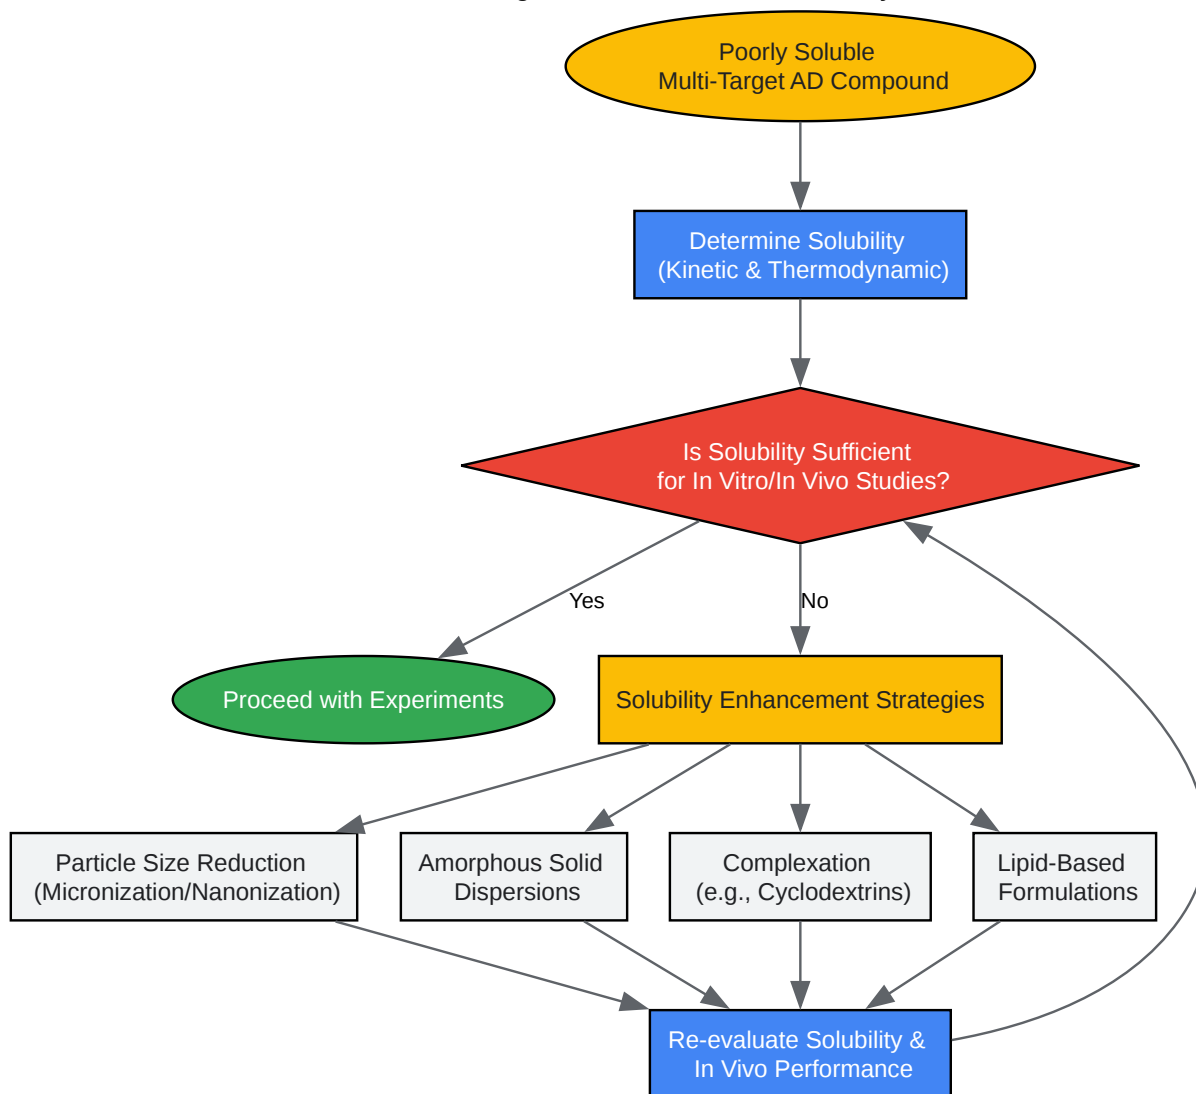 Poorly Soluble
Multi-Target AD Compound
Determine Solubility
(Kinetic & Thermodynamic)
Is Solubility Sufficient
for In Vitro/In Vivo Studies?
Yes
No
Proceed with Experiments
Solubility Enhancement Strategies
Particle Size Reduction
(Micronization/Nanonization)
Amorphous Solid
Dispersions
Complexation
(e.g., Cyclodextrins)
Lipid-Based
Formulations
Re-evaluate Solubility &
In Vivo Performance